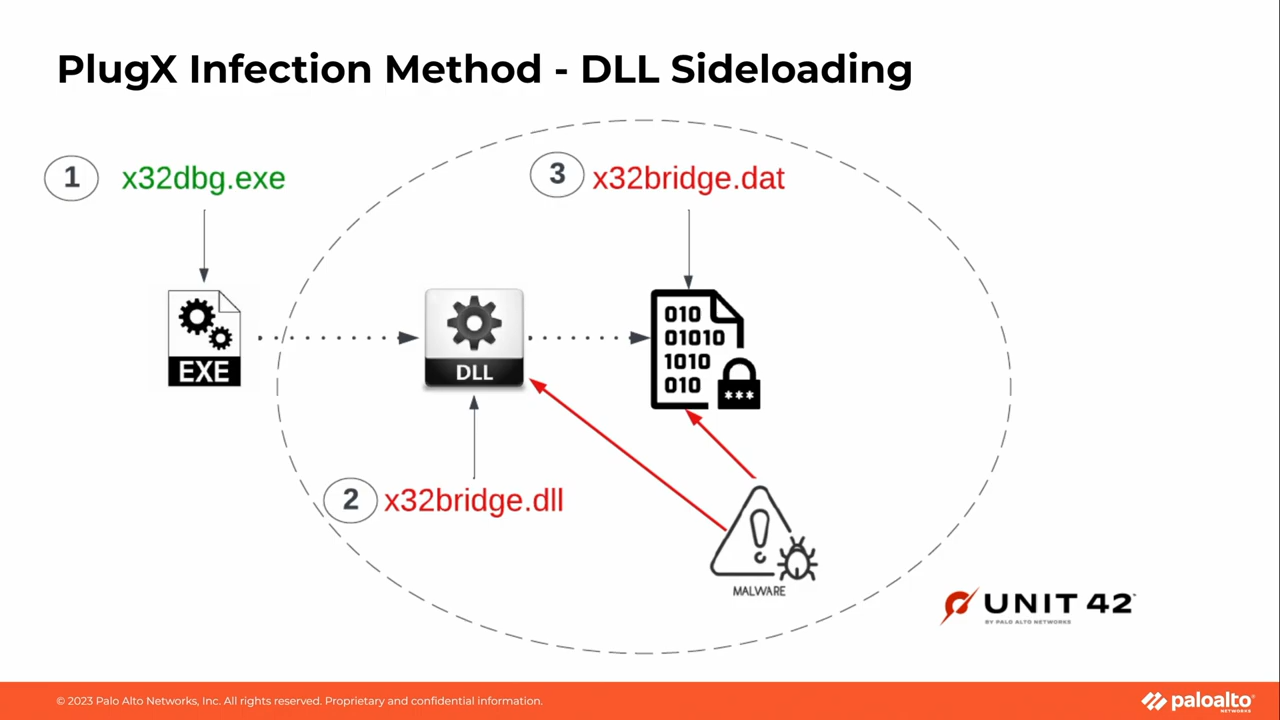 PlugX Infection Method - DLL Sideloading
1 x32dbg.exe
3 x32bridge.dat
EXE
DLL
010
01010
1010
010
***
2 x32bridge.dll
MALWARE
UNIT 42
BY PALO ALTO NETWORKS
© 2023 Palo Alto Networks, Inc. All rights reserved. Proprietary and confidential information.
paloalto
NETWORKS